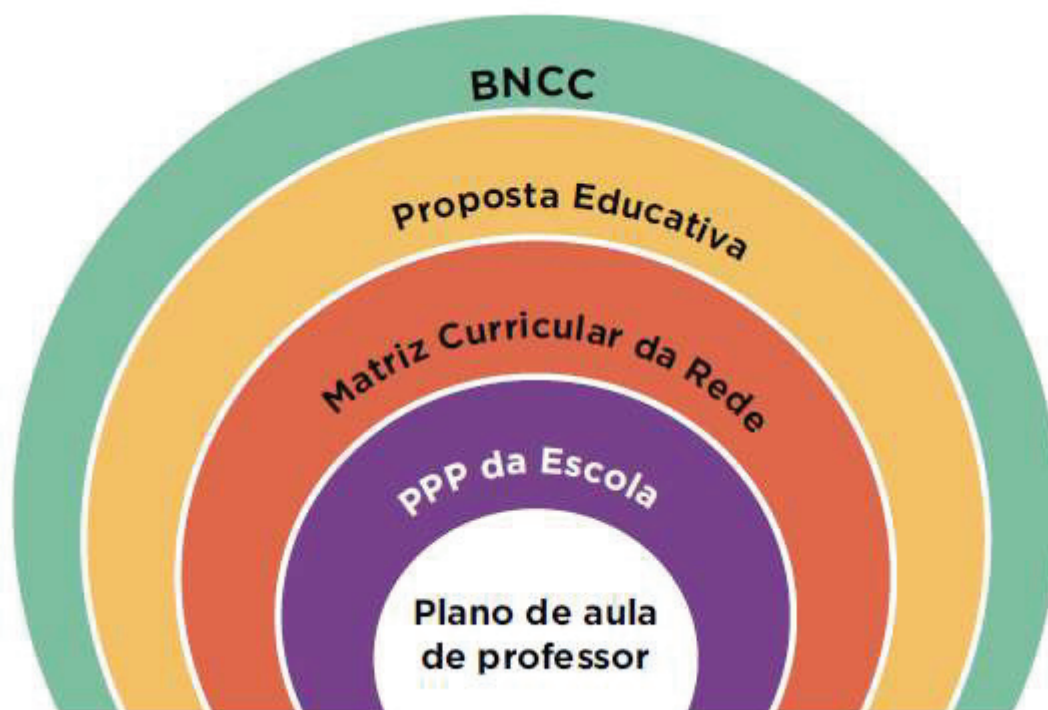 BNCC
Proposta Educativa
Matriz Curricular da Rede
PPP da Escola
Plano de aula
de professor